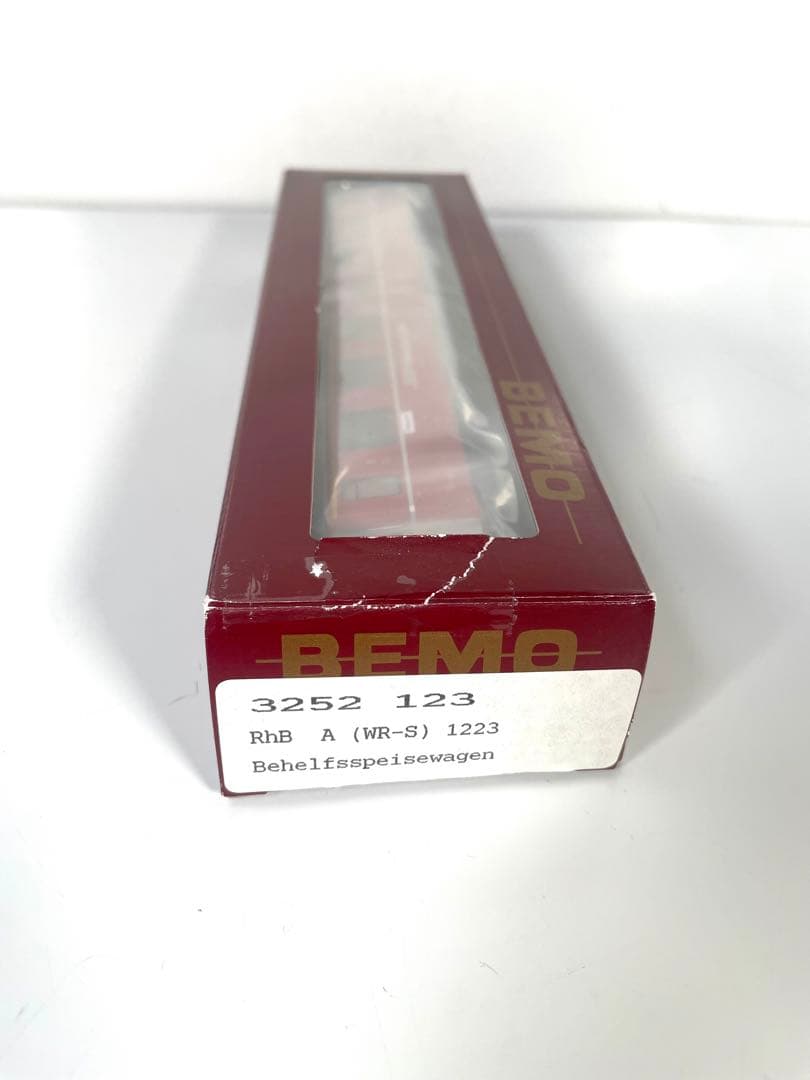 BEMO
BEMO
3252 123
RhB A (WR-S) 1223
Behelfsspeisewagen